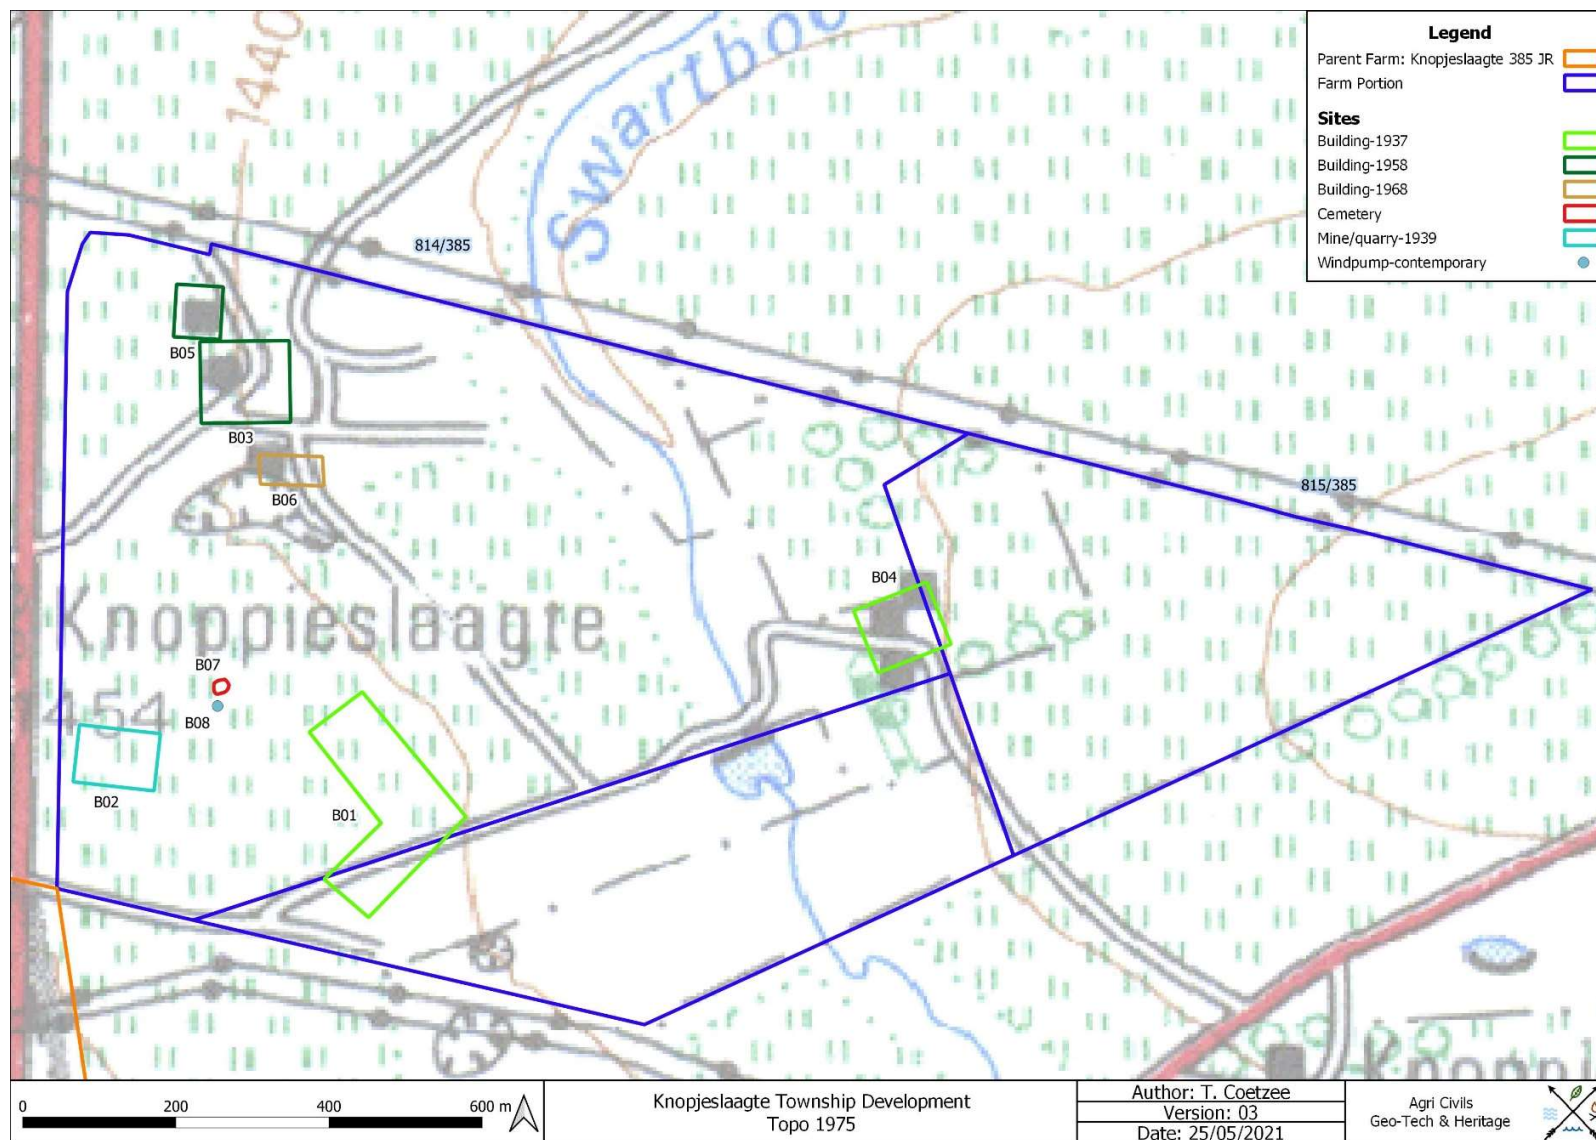 1440
Swartboo
Legend
Parent Farm: Knopjeslaagte 385 JR
Farm Portion
Sites
Building-1937
Building-1958
Building-1968
Cemetery
Mine/quarry-1939
Windpump-contemporary
814/385
B05
B03
B06
815/385
B04
Knoppieslaagte
B07
454
B08
B02
B01
Knoppi
0 200 400 600 m
Knopjeslaagte Township Development
Topo 1975
Author: T. Coetzee
Version: 03
Date: 25/05/2021
Agri Civils
Geo-Tech & Heritage